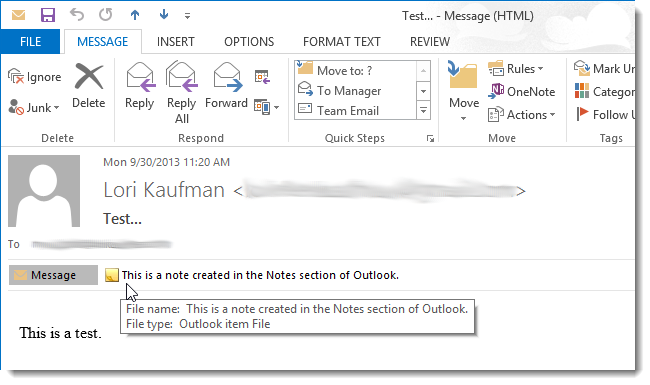 Test... - Message (HTML)
FILE MESSAGE INSERT OPTIONS FORMAT TEXT REVIEW
Ignore
Junk
Delete
Delete
Reply
Reply All
Forward
Respond
Move to: ?
To Manager
Team Email
Quick Steps
Move
Rules
OneNote
Actions
Move
Mark Un
Categor
Follow U
Tags
Mon 9/30/2013 11:20 AM
Lori Kaufman < >
Test...
To
Message This is a note created in the Notes section of Outlook.
File name: This is a note created in the Notes section of Outlook.
File type: Outlook item File
This is a test.